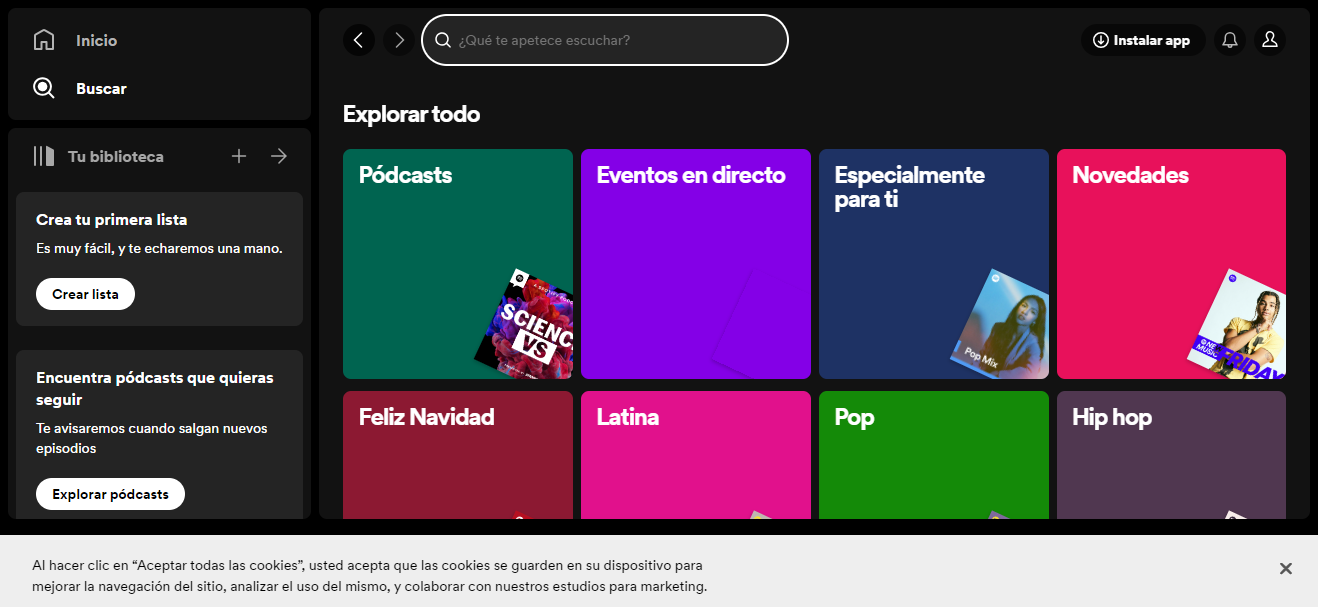 Inicio
Buscar
Tu biblioteca
Crea tu primera lista
Es muy fácil, y te echaremos una mano.
Crear lista
Encuentra pódcasts que quieras
seguir
Te avisaremos cuando salgan nuevos
episodios
Explorar pódcasts
¿Qué te apetece escuchar?
Instalar app
Explorar todo
Pódcasts
SCIENC
VS
Eventos en directo
Especialmente
para ti
Pop Mix
Novedades
NE
MUSIC
FRIDAY
Feliz Navidad
Latina
Pop
Hip hop
Al hacer clic en “Aceptar todas las cookies”, usted acepta que las cookies se guarden en su dispositivo para
mejorar la navegación del sitio, analizar el uso del mismo, y colaborar con nuestros estudios para marketing.